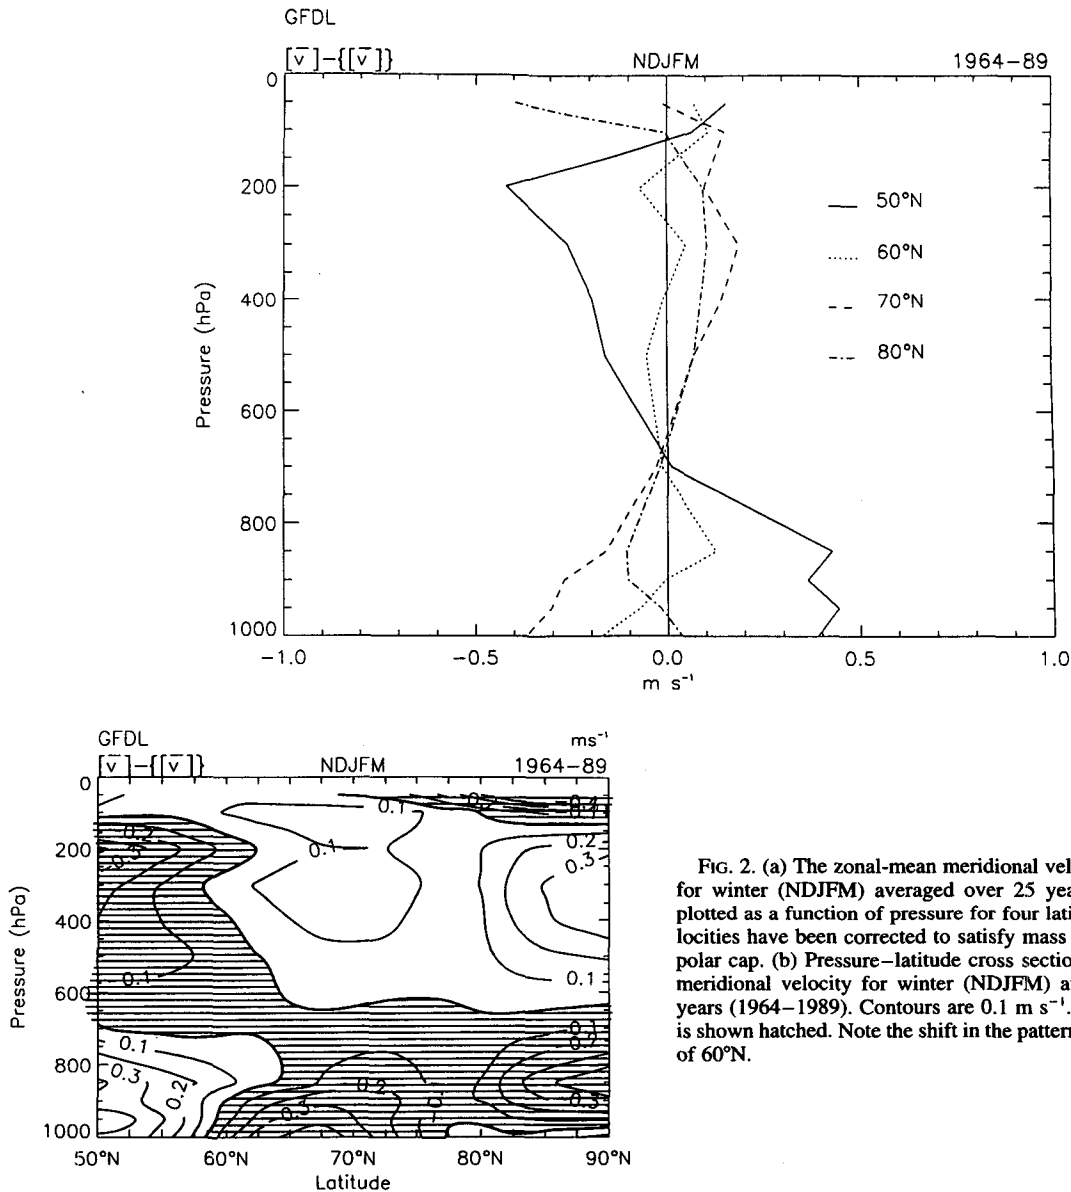 GFDL
[v̅]-{[v̅]} NDJFM 1964-89
0
200
400
600
800
1000
Pressure (hPa)
50°N
60°N
70°N
80°N
-1.0 -0.5 0.0 0.5 1.0
m s⁻¹
GFDL ms⁻¹
[v̅]-{[v̅]} NDJFM 1964-89
0
200
400
600
800
1000
Pressure (hPa)
0.1
0.2
0.1
0.2
0.3
0.3
0.1
0.1
0.1
0.1
0.3
0.2
0.2
0.3
0.3
50°N 60°N 70°N 80°N 90°N
Latitude
FIG. 2. (a) The zonal-mean meridional vel
for winter (NDJFM) averaged over 25 yea
plotted as a function of pressure for four lati
locities have been corrected to satisfy mass
polar cap. (b) Pressure–latitude cross section
meridional velocity for winter (NDJFM) a
years (1964–1989). Contours are 0.1 m s⁻¹.
is shown hatched. Note the shift in the pattern
of 60°N.